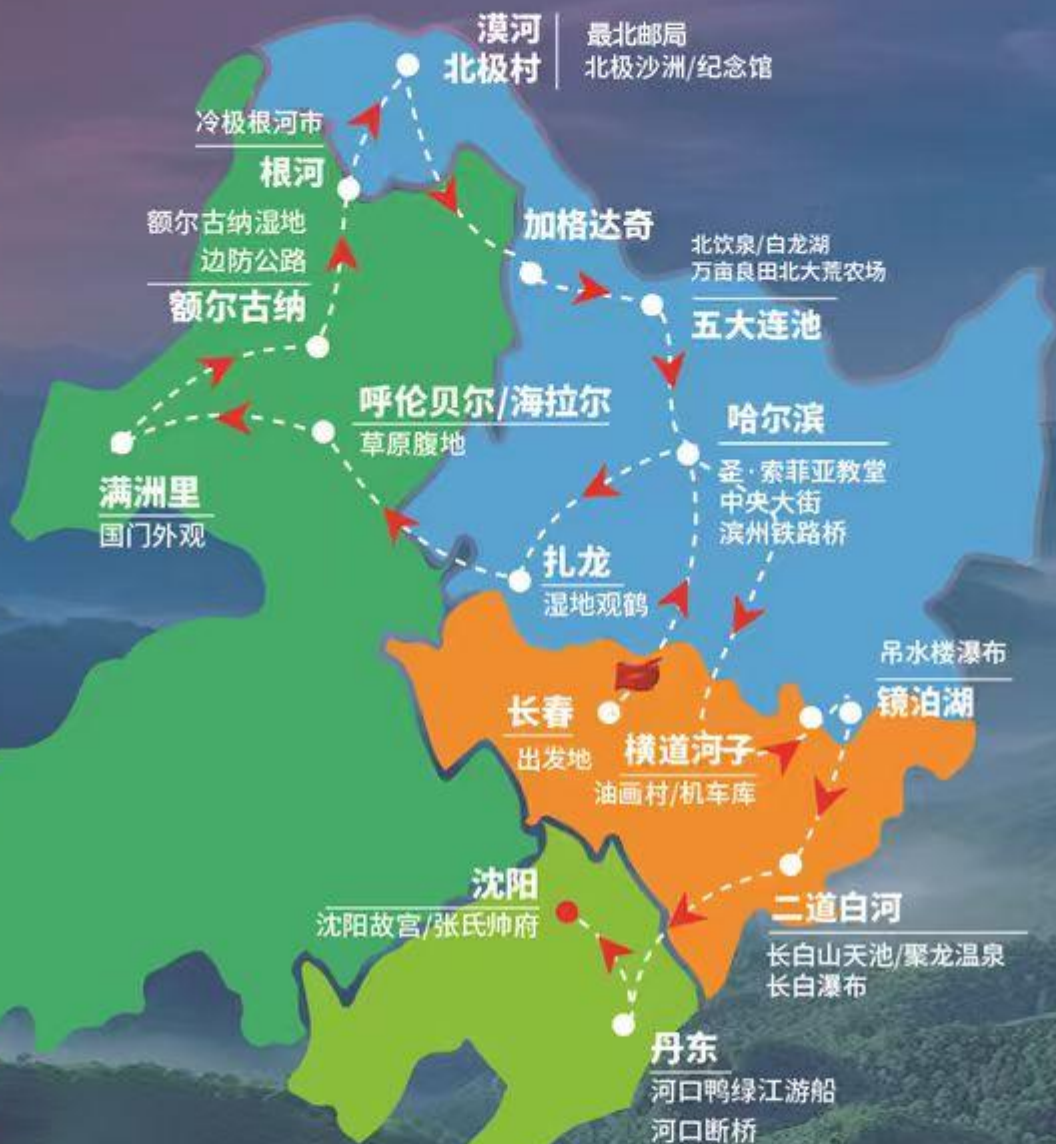 漠河
北极村
最北邮局
北极沙洲/纪念馆
冷极根河市
根河
额尔古纳湿地
边防公路
额尔古纳
加格达奇
北饮泉/白龙湖
万亩良田北大荒农场
五大连池
呼伦贝尔/海拉尔
草原腹地
哈尔滨
圣·索菲亚教堂
中央大街
滨州铁路桥
满洲里
国门外观
扎龙
湿地观鹤
吊水楼瀑布
镜泊湖
长春
出发地
横道河子
油画村/机车库
沈阳
沈阳故宫/张氏帅府
二道白河
长白山天池/聚龙温泉
长白瀑布
丹东
河口鸭绿江游船
河口断桥